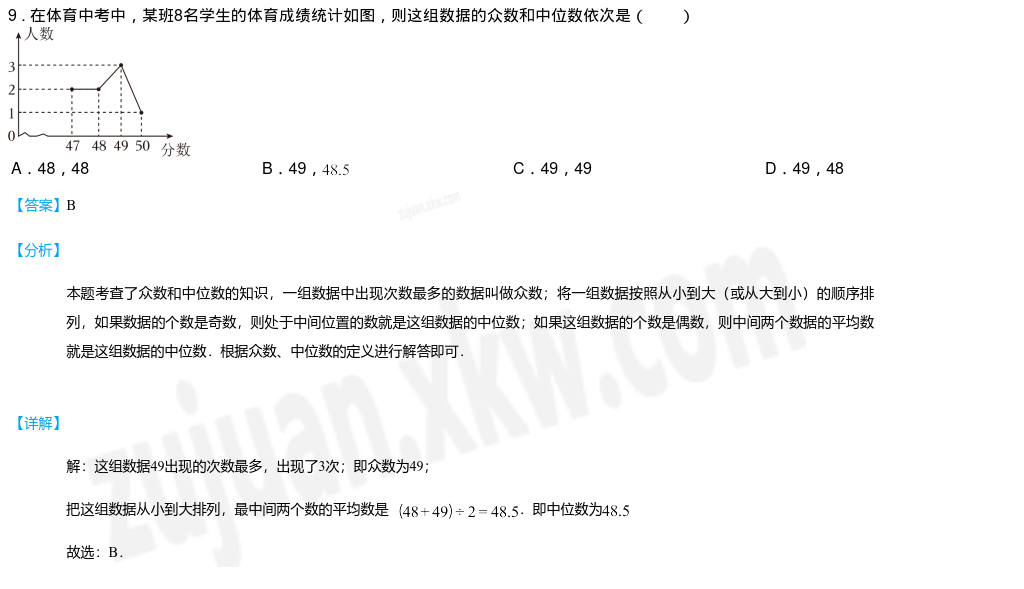 9．在体育中考中，某班8名学生的体育成绩统计如图，则这组数据的众数和中位数依次是（　　）
人数
3
2
1
0
47 48 49 50 分数
A．48，48 B．49，48.5 C．49，49 D．49，48
【答案】B
zujuan.xkw.com
【分析】
本题考查了众数和中位数的知识，一组数据中出现次数最多的数据叫做众数；将一组数据按照从小到大（或从大到小）的顺序排
列，如果数据的个数是奇数，则处于中间位置的数就是这组数据的中位数；如果这组数据的个数是偶数，则中间两个数据的平均数
就是这组数据的中位数．根据众数、中位数的定义进行解答即可．
zujuan.xkw.com
【详解】
解：这组数据49出现的次数最多，出现了3次；即众数为49；
把这组数据从小到大排列，最中间两个数的平均数是 (48+49)÷2=48.5．即中位数为48.5
故选：B．